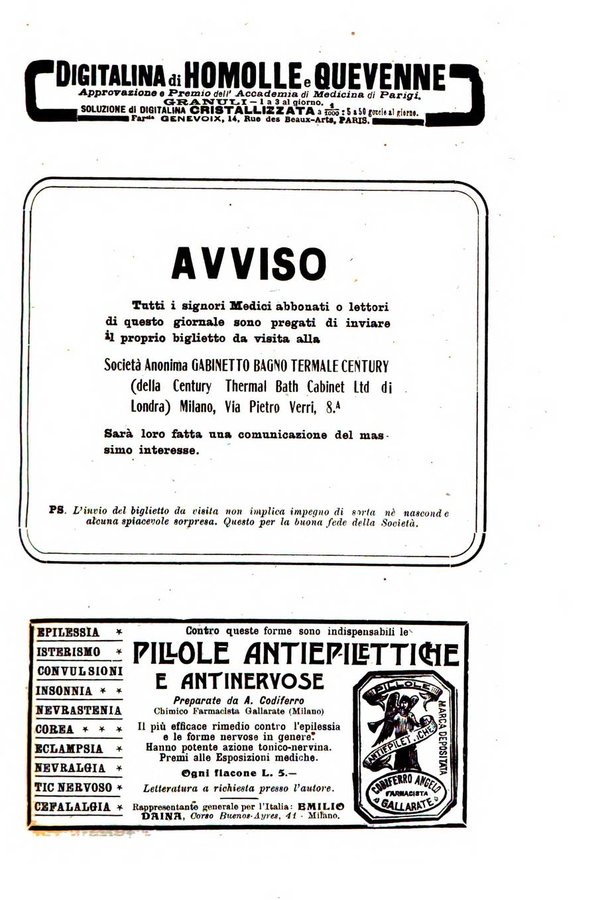 DIGITALINA di HOMOLLE e QUEVENNE
Approvazione e Premio dell' Accademia di Medicina di Parigi.
GRANULI - 1 a 3 al giorno.
SOLUZIONE di DIGITALINA CRISTALLIZZATA a 1/1000 : 5 a 50 goccie al giorno.
Far^cie GENEVOIX, 14, Rue des Beaux-Arts, PARIS.
AVVISO
Tutti i signori Medici abbonati o lettori
di questo giornale sono pregati di inviare
il proprio biglietto da visita alla
Società Anonima GABINETTO BAGNO TERMALE CENTURY
(della Century Thermal Bath Cabinet Ltd di
Londra) Milano, Via Pietro Verri, 8.A
Sarà loro fatta una comunicazione del mas-
simo interesse.
PS. L'invio del biglietto da visita non implica impegno di sorta nè nasconde
alcuna spiacevole sorpresa. Questo per la buona fede della Società.
EPILESSIA *
ISTERISMO *
CONVULSIONI
INSONNIA * *
NEVRASTENIA
COREA * * *
ECLAMPSIA *
NEVRALGIA *
TIC NERVOSO *
CEFALALGIA *
Contro queste forme sono indispensabili le
PILLOLE ANTIEPILETTICHE
E ANTINERVOSE
Preparate da A. Codiferro
Chimico Farmacista Gallarate (Milano)
Il più efficace rimedio contro l'epilessia
e le forme nervose in genere.
Hanno potente azione tonico-nervina.
Premi alle Esposizioni mediche.
Ogni flacone L. 5.—
Letteratura a richiesta presso l'autore.
Rappresentante generale per l'Italia: EMILIO
DAINA, Corso Buenos-Ayres, 41 - Milano.
PILLOLE
ANTIEPILETTICHE
MARCA DEPOSITATA
CODIFERRO ANGELO
FARMACISTA
GALLARATE